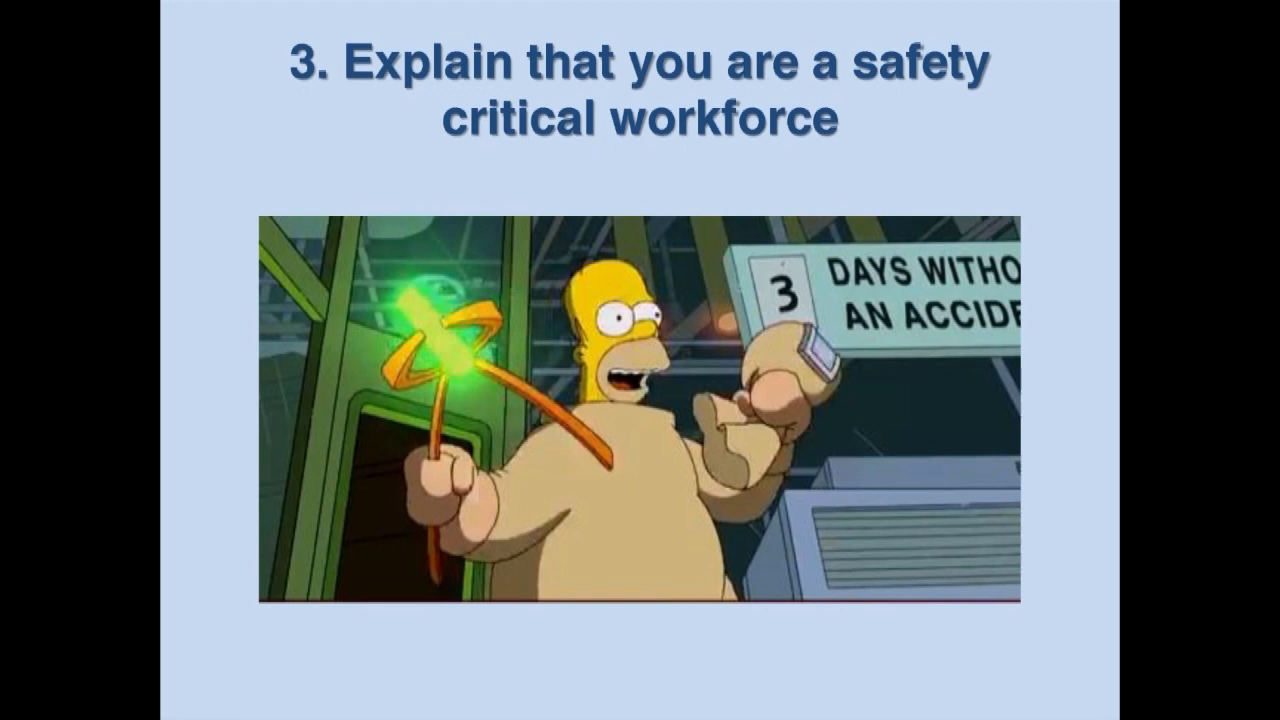 3. Explain that you are a safety
critical workforce
3
DAYS WITHO
AN ACCIDE